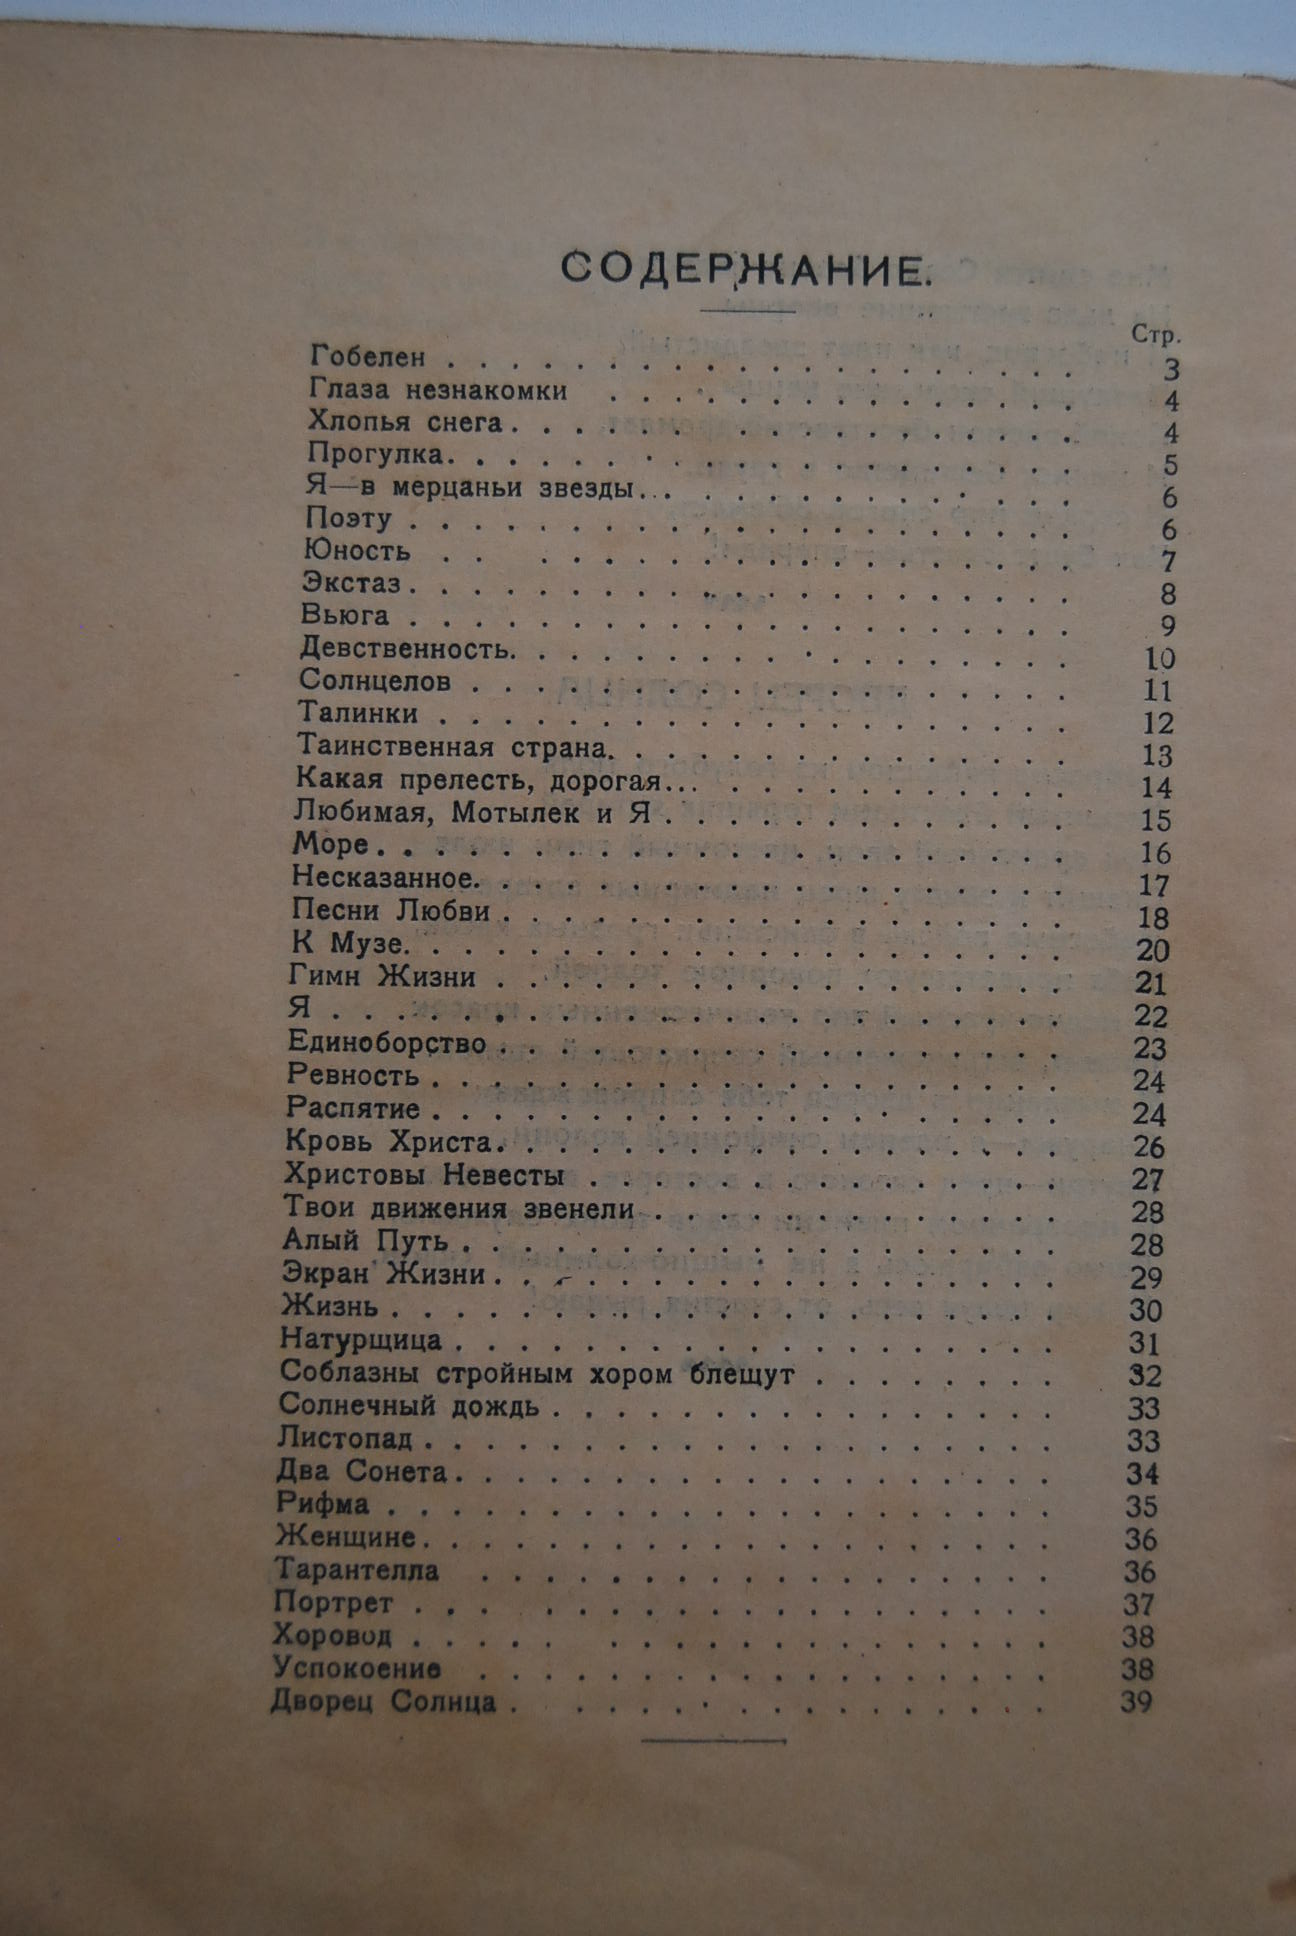 СОДЕРЖАНИЕ.
Стр.
Гобелен . . . . . . . . . . . . . . . . . . . . 3
Глаза незнакомки . . . . . . . . . . . . . . . 4
Хлопья снега . . . . . . . . . . . . . . . . . . 4
Прогулка . . . . . . . . . . . . . . . . . . . . 5
Я—в мерцаньи звезды... . . . . . . . . . . . . . 6
Поэту . . . . . . . . . . . . . . . . . . . . . 6
Юность . . . . . . . . . . . . . . . . . . . . 7
Экстаз . . . . . . . . . . . . . . . . . . . . . 8
Вьюга . . . . . . . . . . . . . . . . . . . . . 9
Девственность . . . . . . . . . . . . . . . . . . 10
Солнцелов . . . . . . . . . . . . . . . . . . . 11
Талинки . . . . . . . . . . . . . . . . . . . . 12
Таинственная страна . . . . . . . . . . . . . . . 13
Какая прелесть, дорогая... . . . . . . . . . . . . 14
Любимая, Мотылек и Я . . . . . . . . . . . . . 15
Море . . . . . . . . . . . . . . . . . . . . . . 16
Несказанное . . . . . . . . . . . . . . . . . . . 17
Песни Любви . . . . . . . . . . . . . . . . . . 18
К Музе . . . . . . . . . . . . . . . . . . . . . 20
Гимн Жизни . . . . . . . . . . . . . . . . . . 21
Я . . . . . . . . . . . . . . . . . . . . . . . 22
Единоборство . . . . . . . . . . . . . . . . . . 23
Ревность . . . . . . . . . . . . . . . . . . . . 24
Распятие . . . . . . . . . . . . . . . . . . . . 24
Кровь Христа . . . . . . . . . . . . . . . . . . 26
Христовы Невесты . . . . . . . . . . . . . . . 27
Твои движения звенели . . . . . . . . . . . . . 28
Алый Путь . . . . . . . . . . . . . . . . . . . 28
Экран Жизни . . . . . . . . . . . . . . . . . . 29
Жизнь . . . . . . . . . . . . . . . . . . . . . 30
Натурщица . . . . . . . . . . . . . . . . . . . 31
Соблазны стройным хором блещут . . . . . . . . 32
Солнечный дождь . . . . . . . . . . . . . . . . 33
Листопад . . . . . . . . . . . . . . . . . . . . 33
Два Сонета . . . . . . . . . . . . . . . . . . . 34
Рифма . . . . . . . . . . . . . . . . . . . . . 35
Женщине . . . . . . . . . . . . . . . . . . . . 36
Тарантелла . . . . . . . . . . . . . . . . . . 36
Портрет . . . . . . . . . . . . . . . . . . . 37
Хоровод . . . . . . . . . . . . . . . . . . . 38
Успокоение . . . . . . . . . . . . . . . . . . 38
Дворец Солнца . . . . . . . . . . . . . . . . 39